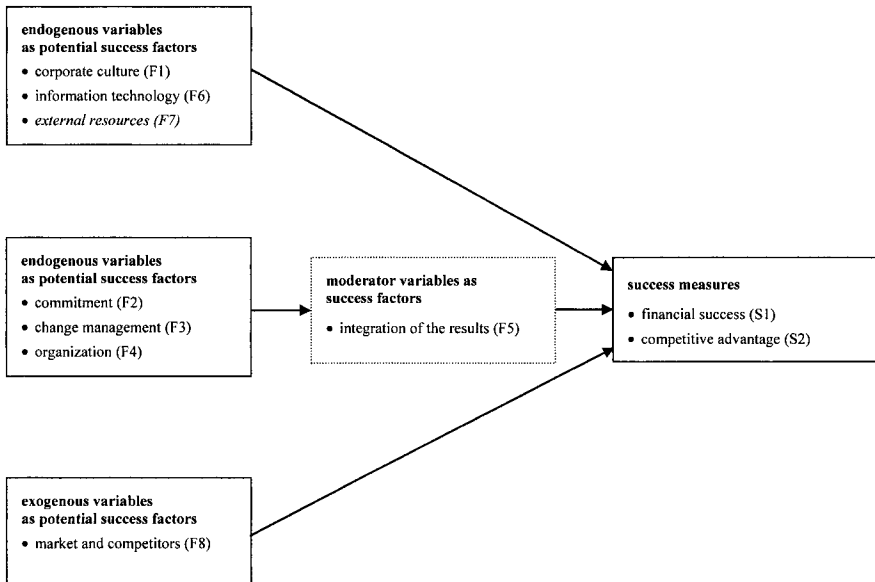 endogenous variables
as potential success factors
• corporate culture (F1)
• information technology (F6)
• external resources (F7)
endogenous variables
as potential success factors
• commitment (F2)
• change management (F3)
• organization (F4)
moderator variables as
success factors
• integration of the results (F5)
success measures
• financial success (S1)
• competitive advantage (S2)
exogenous variables
as potential success factors
• market and competitors (F8)